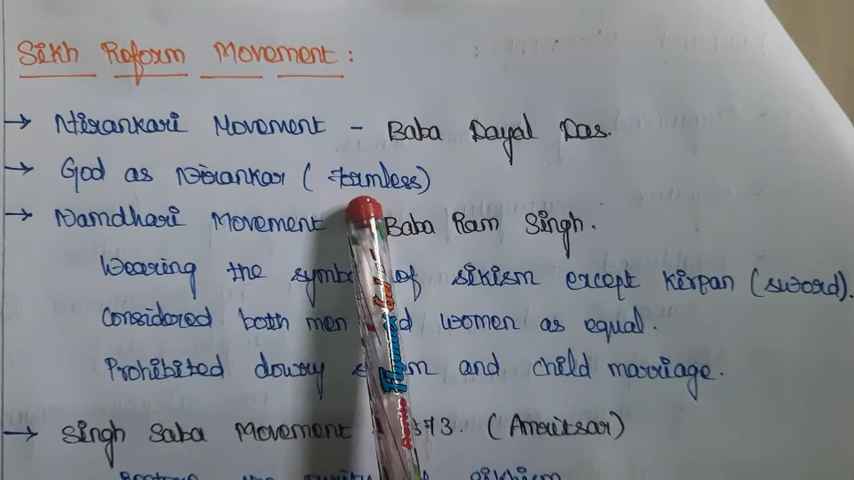 Sikh Reform Movement :
→ Nirankari Movement - Baba Dayal Das.
→ God as Nirankar ( formless)
→ Namdhari Movement Baba Ram Singh.
Wearing the symb of sikism except Kirpan (sword).
Considered both men d women as equal.
Prohibited dowry s m and child marriage.
→ Singh Saba Movement 873. (Amritsar)